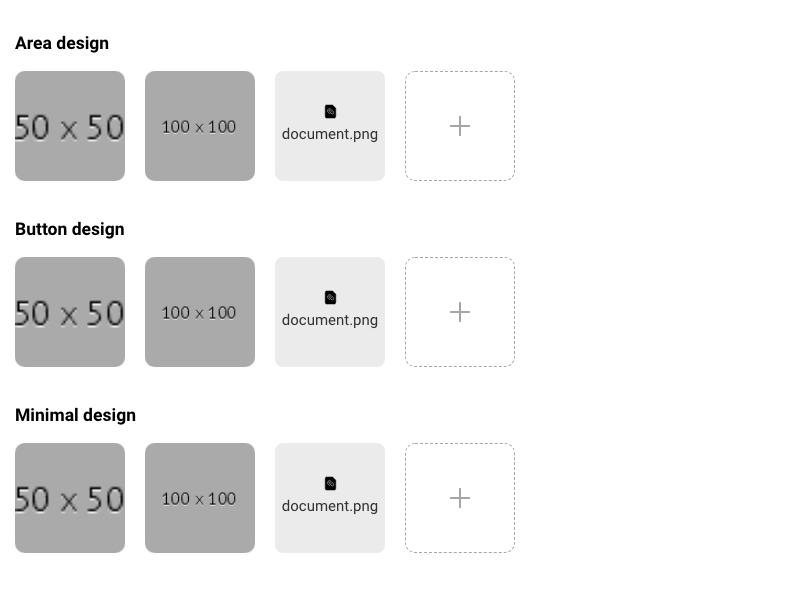 Area design
50 x 50
100 x 100
document.png
Button design
50 x 50
100 x 100
document.png
Minimal design
50 x 50
100 x 100
document.png